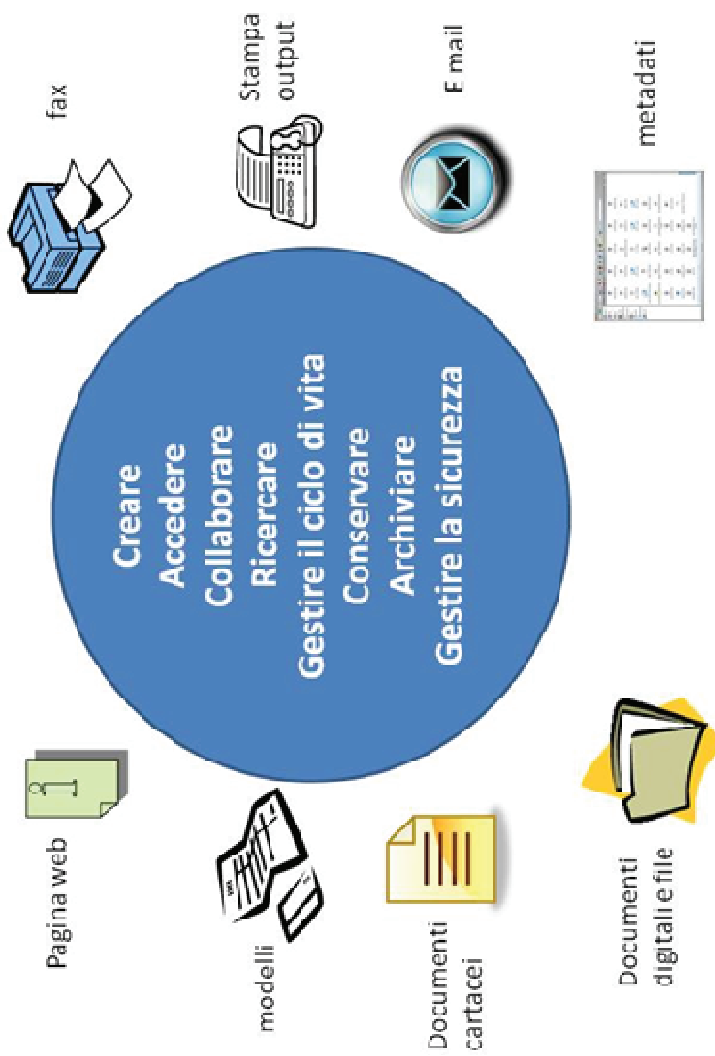 Pagina web
modelli
Documenti
cartacei
Documenti
digitali e file
Creare
Accedere
Collaborare
Ricercare
Gestire il ciclo di vita
Conservare
Archiviare
Gestire la sicurezza
fax
Stampa
output
E mail
metadati